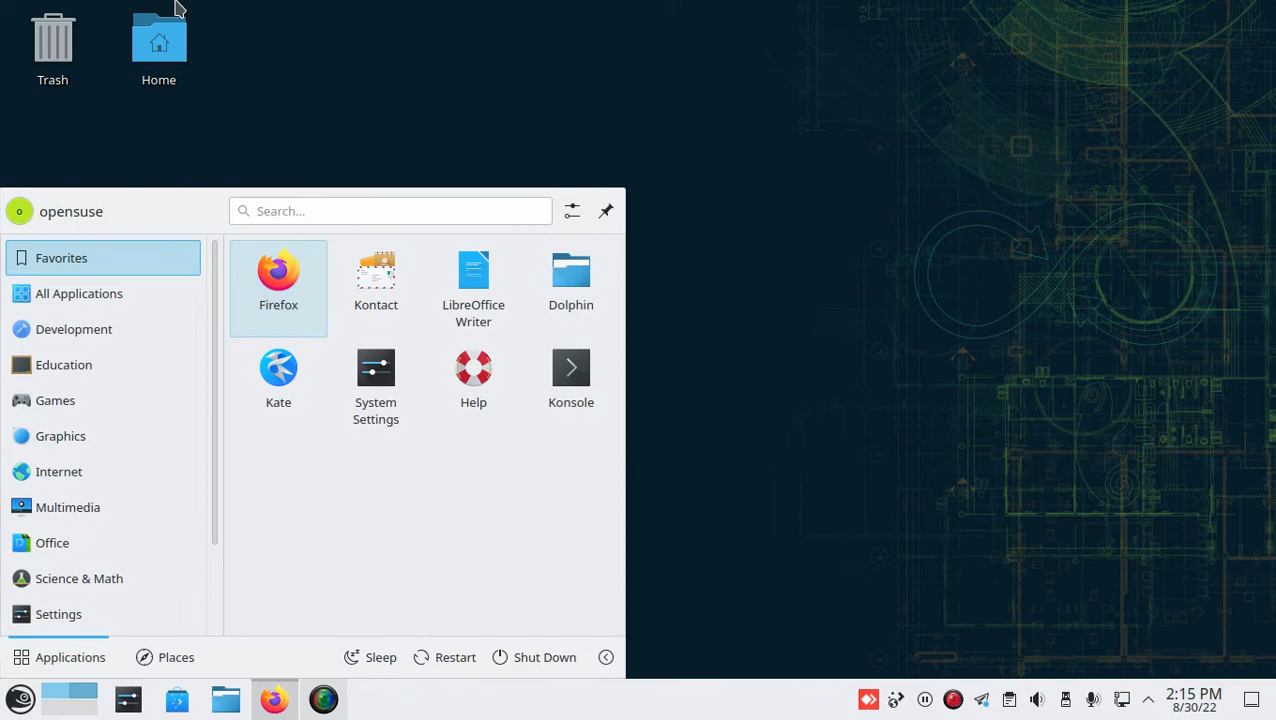 Trash
Home
o
opensuse
Search...
Favorites
All Applications
Development
Education
Games
Graphics
Internet
Multimedia
Office
Science & Math
Settings
Firefox
Kontact
LibreOffice
Writer
Dolphin
Kate
System
Settings
Help
Konsole
Applications
Places
Sleep
Restart
Shut Down
2:15 PM
8/30/22